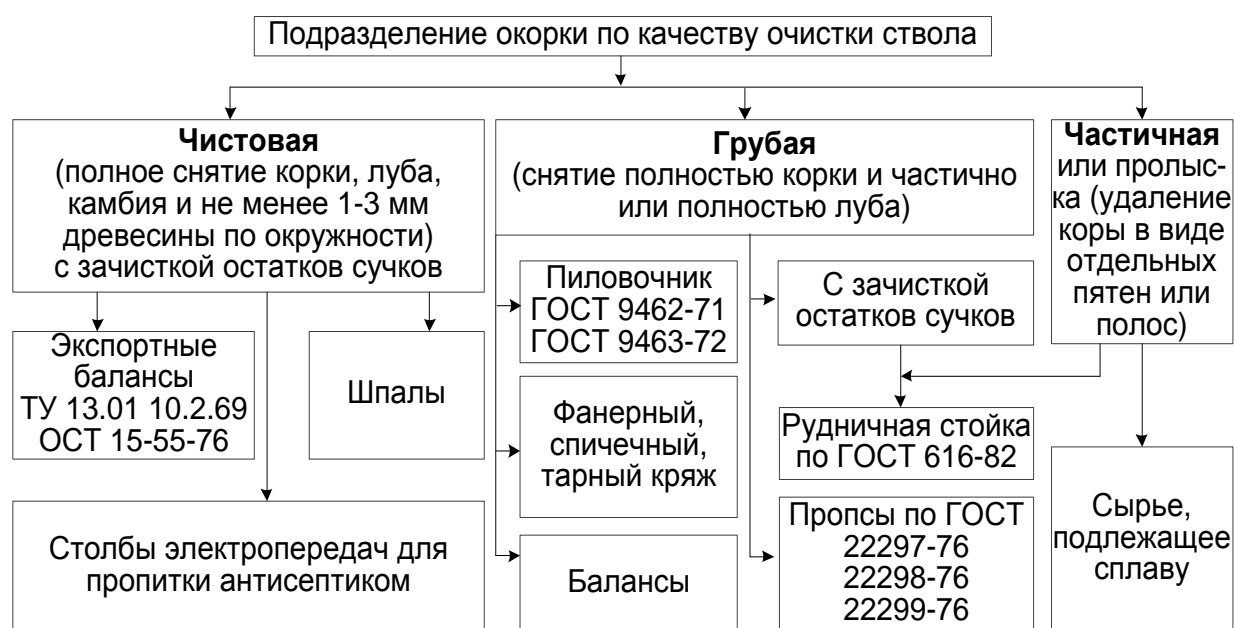 Подразделение окорки по качеству очистки ствола
Чистовая
(полное снятие корки, луба,
камбия и не менее 1-3 мм
древесины по окружности)
с зачисткой остатков сучков
Грубая
(снятие полностью корки и частично
или полностью луба)
Частичная
или пролыс-
ка (удаление
коры в виде
отдельных
пятен или
полос)
Экспортные
балансы
ТУ 13.01 10.2.69
ОСТ 15-55-76
Шпалы
Столбы электропередач для
пропитки антисептиком
Пиловочник
ГОСТ 9462-71
ГОСТ 9463-72
Фанерный,
спичечный,
тарный кряж
Балансы
С зачисткой
остатков сучков
Рудничная стойка
по ГОСТ 616-82
Пропсы по ГОСТ
22297-76
22298-76
22299-76
Сырье,
подлежащее
сплаву